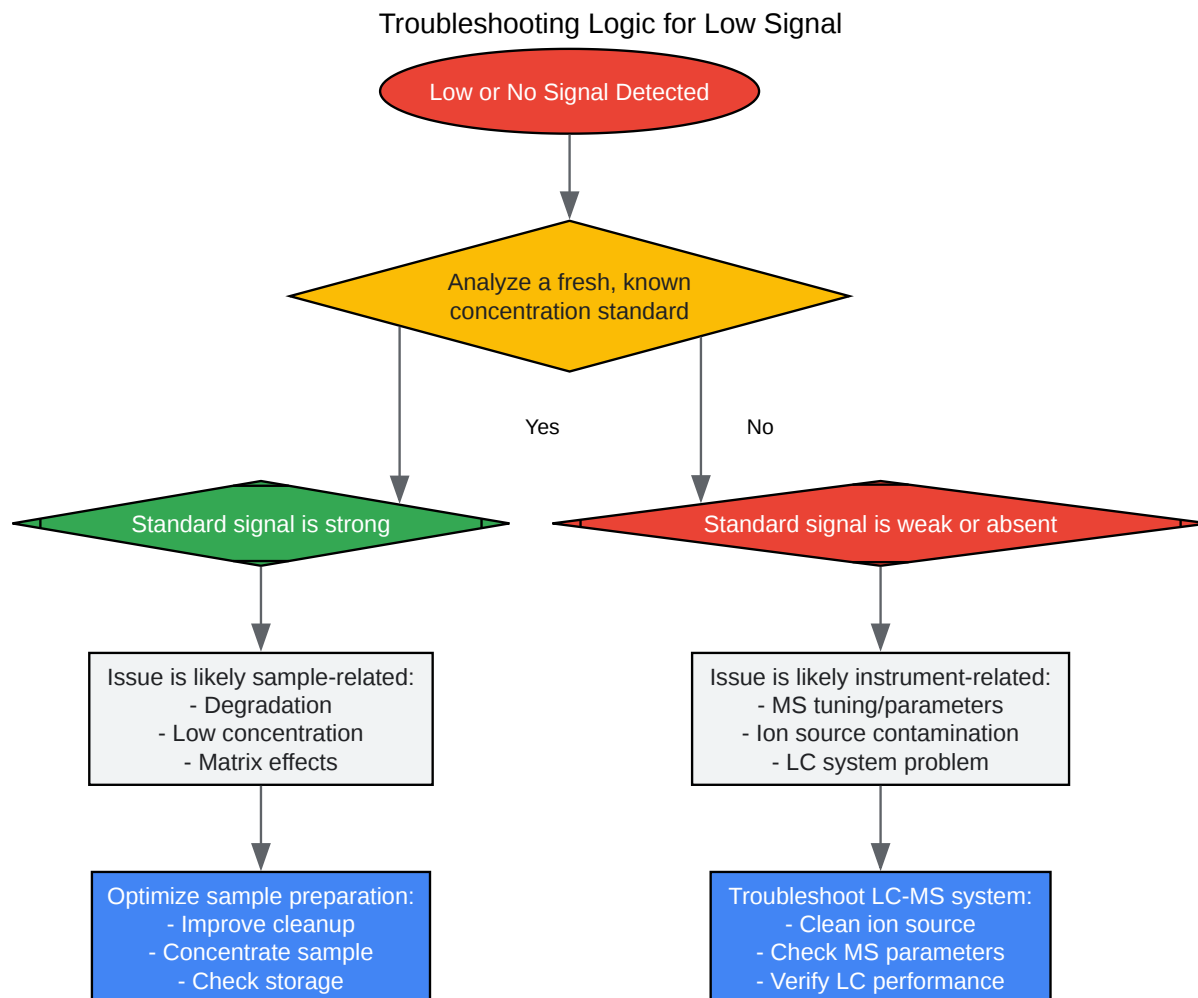 Troubleshooting Logic for Low Signal
Low or No Signal Detected
Analyze a fresh, known
concentration standard
Yes
No
Standard signal is strong
Standard signal is weak or absent
Issue is likely sample-related:
- Degradation
- Low concentration
- Matrix effects
Issue is likely instrument-related:
- MS tuning/parameters
- Ion source contamination
- LC system problem
Optimize sample preparation:
- Improve cleanup
- Concentrate sample
- Check storage
Troubleshoot LC-MS system:
- Clean ion source
- Check MS parameters
- Verify LC performance